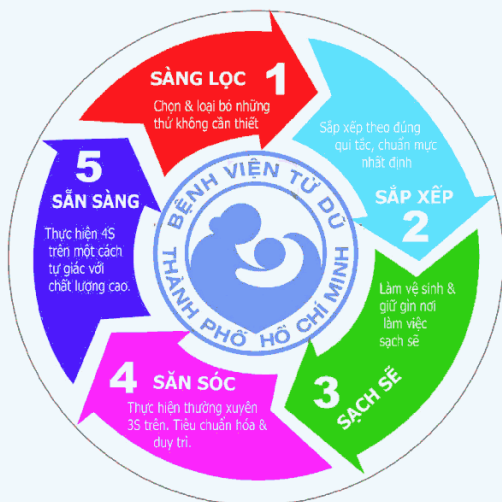 SÀNG LỌC 1
Chọn & loại bỏ những
thứ không cần thiết
Sắp xếp theo đúng
qui tắc, chuẩn mực
nhất định
SẮP XẾP
2
Làm vệ sinh &
giữ gìn nơi
làm việc
sạch sẽ
3 SẠCH SẼ
4 SĂN SÓC
Thực hiện thường xuyên
3S trên. Tiêu chuẩn hóa &
duy trì.
5
SẴN SÀNG
Thực hiện 4S
trên một cách
tự giác với
chất lượng cao.
BỆNH VIỆN TỪ DŨ
THÀNH PHỐ HỒ CHÍ MINH